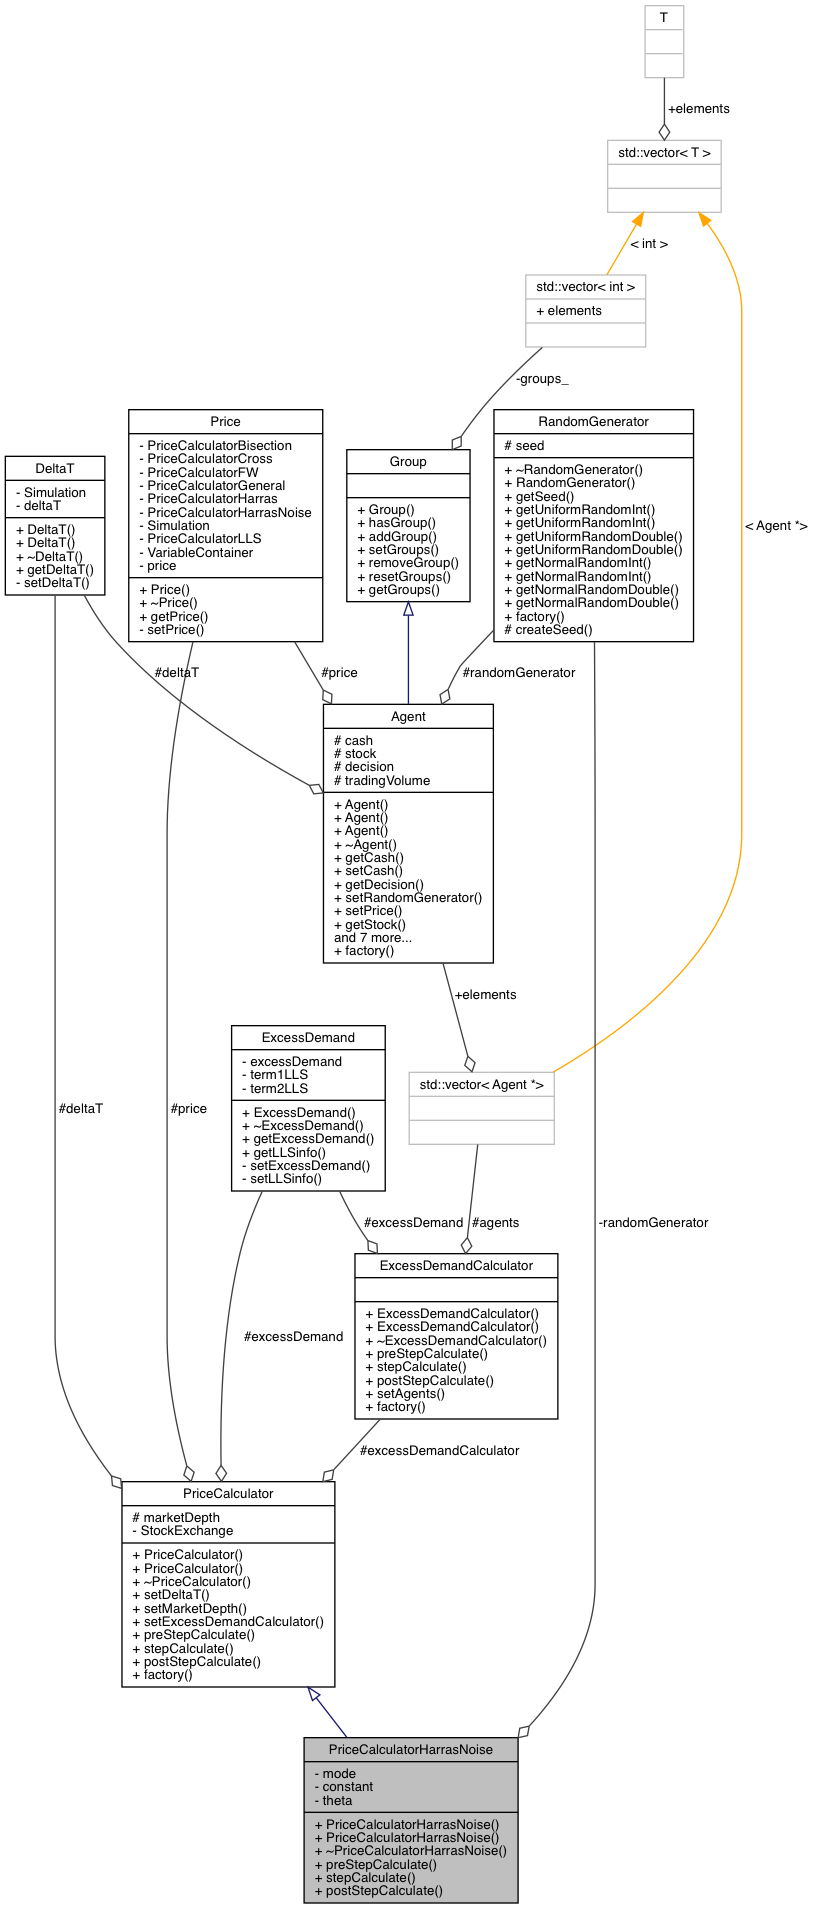 T
+elements
std::vector< T >
< int >
std::vector< int >
+ elements
-groups_
Price
- PriceCalculatorBisection
- PriceCalculatorCross
- PriceCalculatorFW
- PriceCalculatorGeneral
- PriceCalculatorHarras
- PriceCalculatorHarrasNoise
- Simulation
- PriceCalculatorLLS
- VariableContainer
- price
+ Price()
+ ~Price()
+ getPrice()
- setPrice()
RandomGenerator
# seed
+ ~RandomGenerator()
+ RandomGenerator()
+ getSeed()
+ getUniformRandomInt()
+ getUniformRandomInt()
+ getUniformRandomDouble()
+ getUniformRandomDouble()
+ getNormalRandomInt()
+ getNormalRandomInt()
+ getNormalRandomDouble()
+ getNormalRandomDouble()
+ factory()
# createSeed()
Group
+ Group()
+ hasGroup()
+ addGroup()
+ setGroups()
+ removeGroup()
+ resetGroups()
+ getGroups()
DeltaT
- Simulation
- deltaT
+ DeltaT()
+ DeltaT()
+ ~DeltaT()
+ getDeltaT()
- setDeltaT()
< Agent *>
#deltaT
#price
#randomGenerator
Agent
# cash
# stock
# decision
# tradingVolume
+ Agent()
+ Agent()
+ Agent()
+ ~Agent()
+ getCash()
+ setCash()
+ getDecision()
+ setRandomGenerator()
+ setPrice()
+ getStock()
and 7 more...
+ factory()
+elements
ExcessDemand
- excessDemand
- term1LLS
- term2LLS
+ ExcessDemand()
+ ~ExcessDemand()
+ getExcessDemand()
+ getLLSinfo()
- setExcessDemand()
- setLLSinfo()
std::vector< Agent *>
#deltaT
#price
#excessDemand
#agents
-randomGenerator
ExcessDemandCalculator
+ ExcessDemandCalculator()
+ ExcessDemandCalculator()
+ ~ExcessDemandCalculator()
+ preStepCalculate()
+ stepCalculate()
+ postStepCalculate()
+ setAgents()
+ factory()
#excessDemand
#excessDemandCalculator
PriceCalculator
# marketDepth
- StockExchange
+ PriceCalculator()
+ PriceCalculator()
+ ~PriceCalculator()
+ setDeltaT()
+ setMarketDepth()
+ setExcessDemandCalculator()
+ preStepCalculate()
+ stepCalculate()
+ postStepCalculate()
+ factory()
PriceCalculatorHarrasNoise
- mode
- constant
- theta
+ PriceCalculatorHarrasNoise()
+ PriceCalculatorHarrasNoise()
+ ~PriceCalculatorHarrasNoise()
+ preStepCalculate()
+ stepCalculate()
+ postStepCalculate()